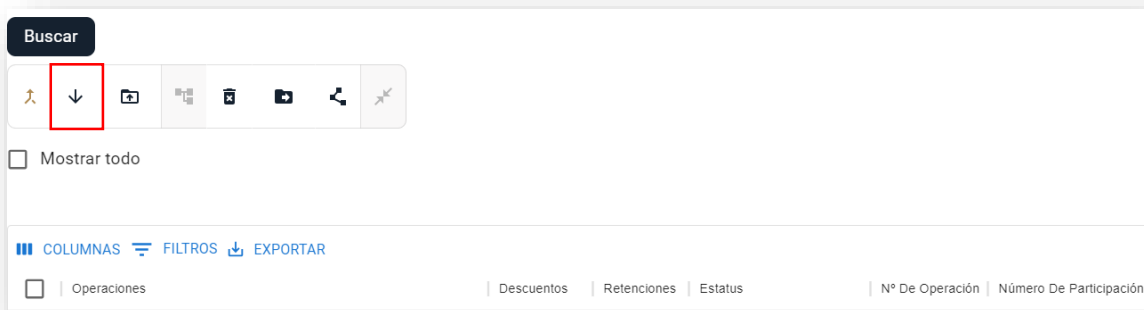 Buscar
Mostrar todo
COLUMNAS FILTROS EXPORTAR
Operaciones Descuentos Retenciones Estatus Nº De Operación Número De Participación